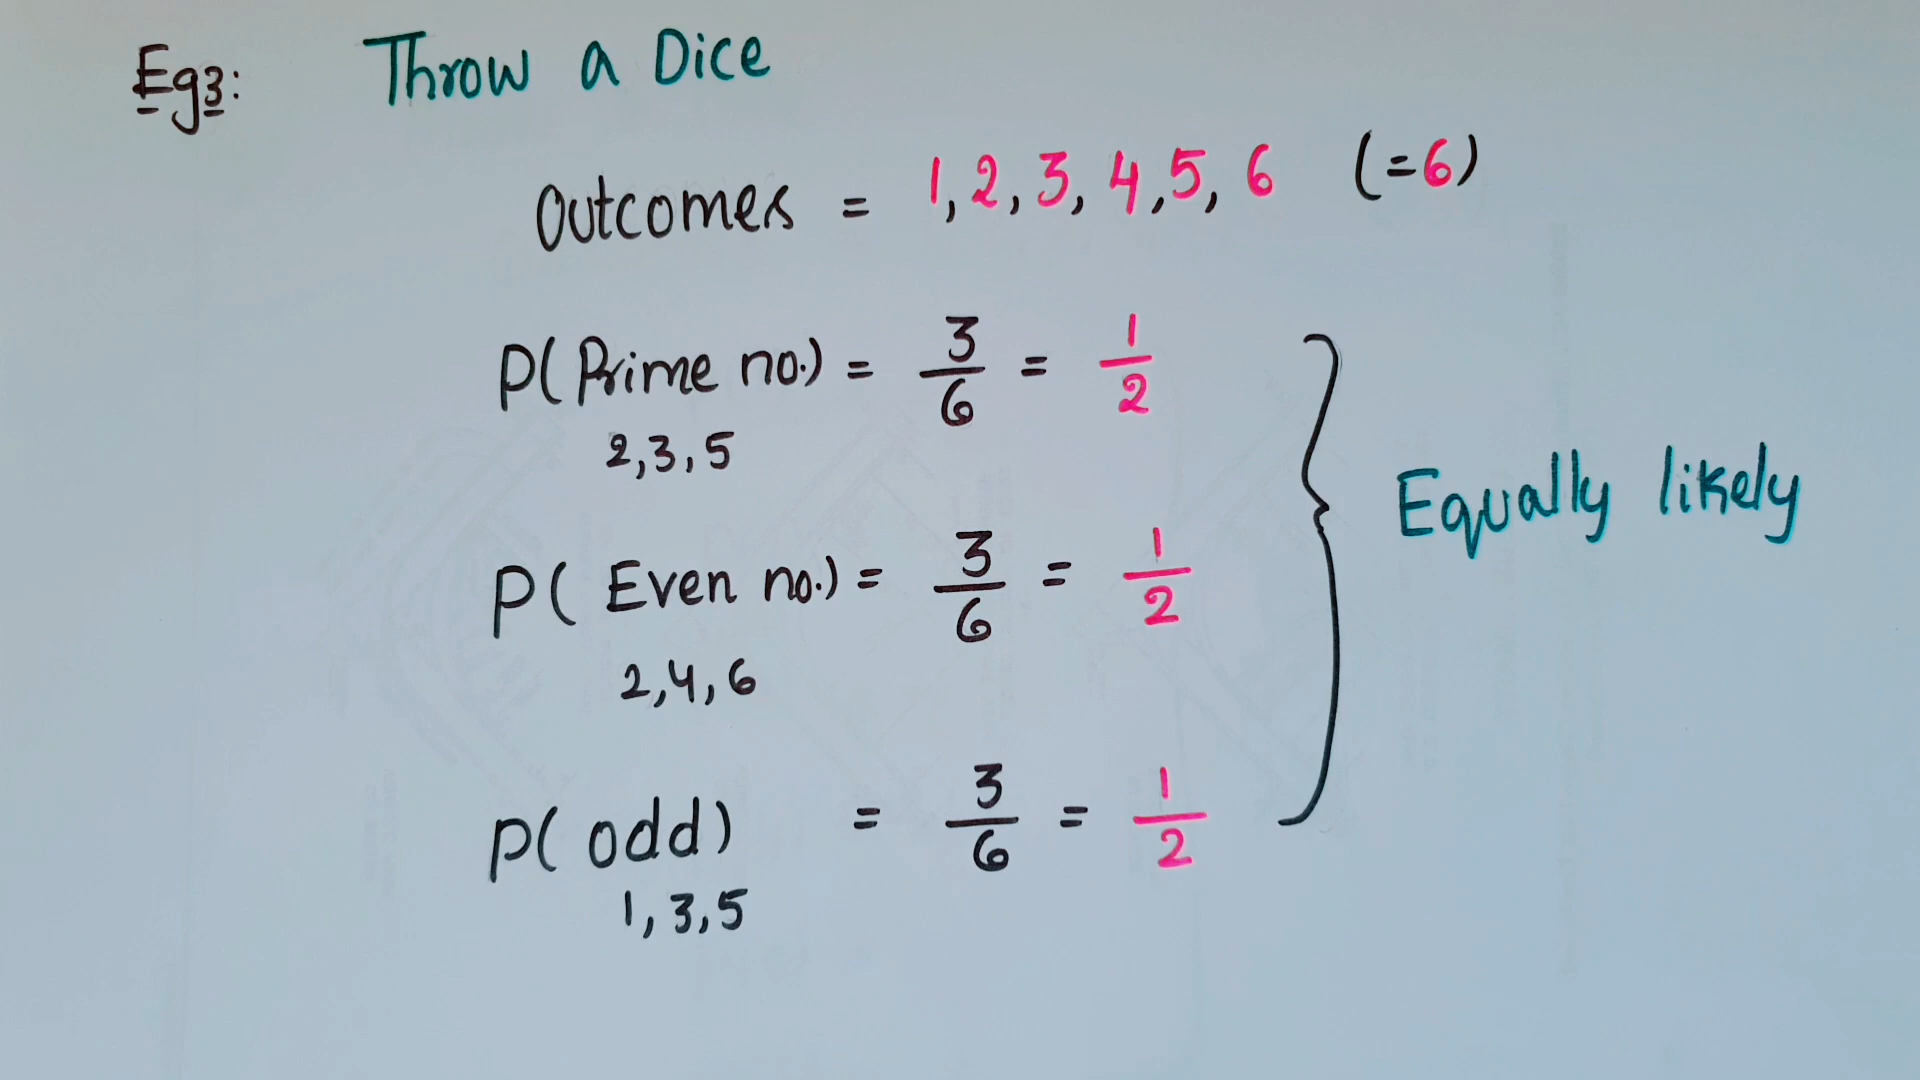 Eg3: Throw a Dice
Outcomes = 1, 2, 3, 4, 5, 6 (=6)
P(Prime no.) = 3/6 = 1/2
2, 3, 5
P(Even no.) = 3/6 = 1/2
2, 4, 6
P(odd) = 3/6 = 1/2
1, 3, 5
Equally likely